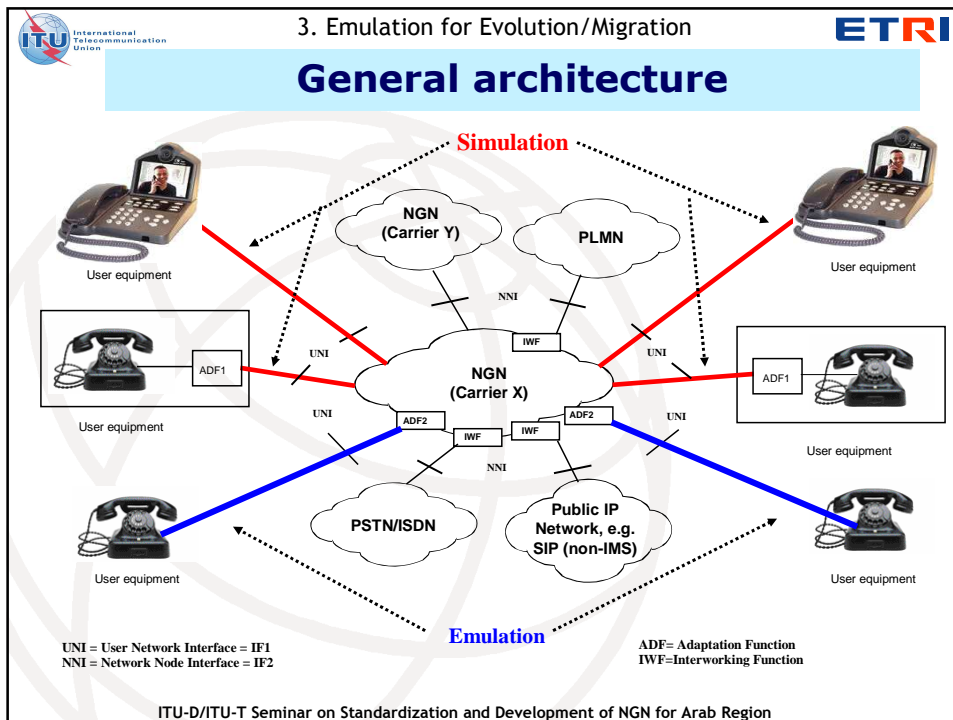 ITU International
Telecommunication
Union
3. Emulation for Evolution/Migration
ETRI
General architecture
Simulation
User equipment
NGN
(Carrier Y)
PLMN
User equipment
NNI
ADF1
User equipment
UNI
IWF
UNI
ADF1
User equipment
NGN
(Carrier X)
UNI
ADF2
ADF2
UNI
IWF
IWF
NNI
User equipment
PSTN/ISDN
Public IP
Network, e.g.
SIP (non-IMS)
User equipment
Emulation
UNI = User Network Interface = IF1
NNI = Network Node Interface = IF2
ADF= Adaptation Function
IWF=Interworking Function
ITU-D/ITU-T Seminar on Standardization and Development of NGN for Arab Region